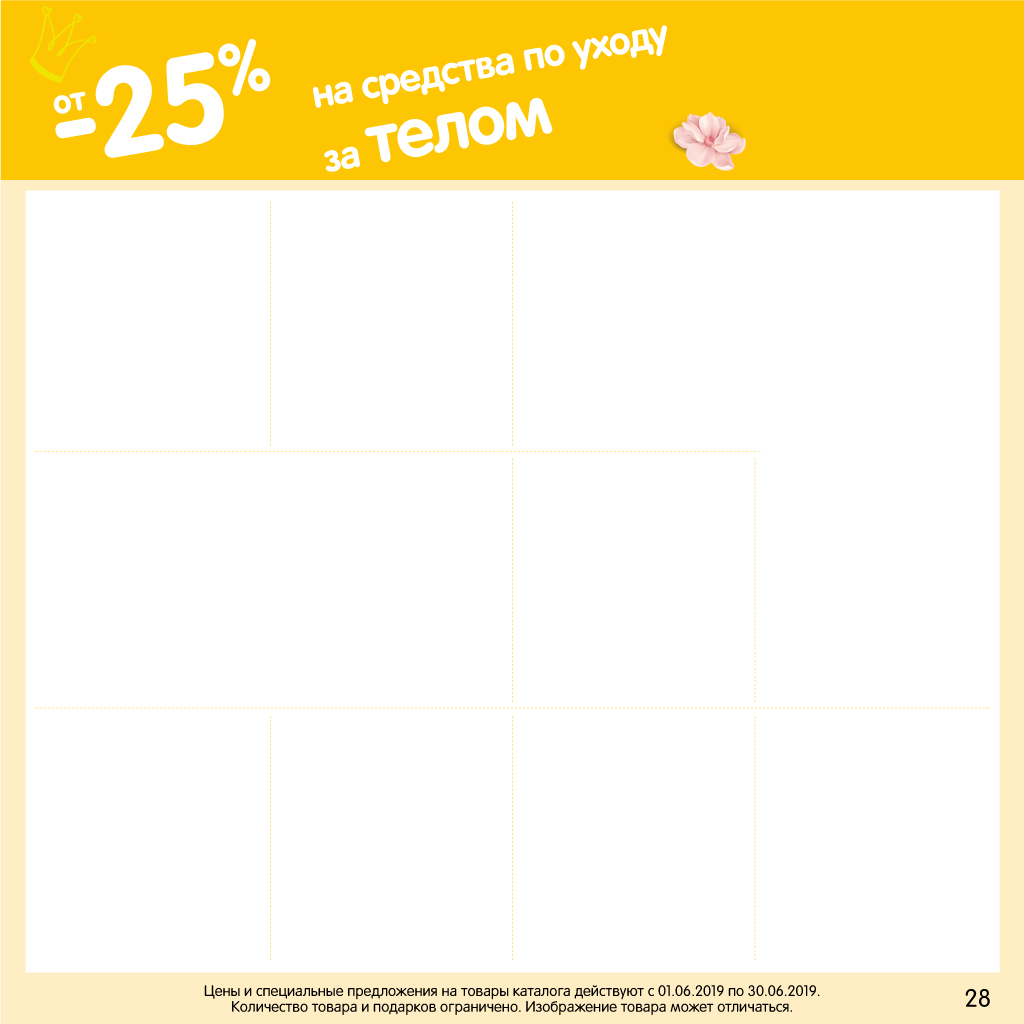 от -25%
на средства по уходу
за телом
Цены и специальные предложения на товары каталога действуют с 01.06.2019 по 30.06.2019.
Количество товара и подарков ограничено. Изображение товара может отличаться.
28